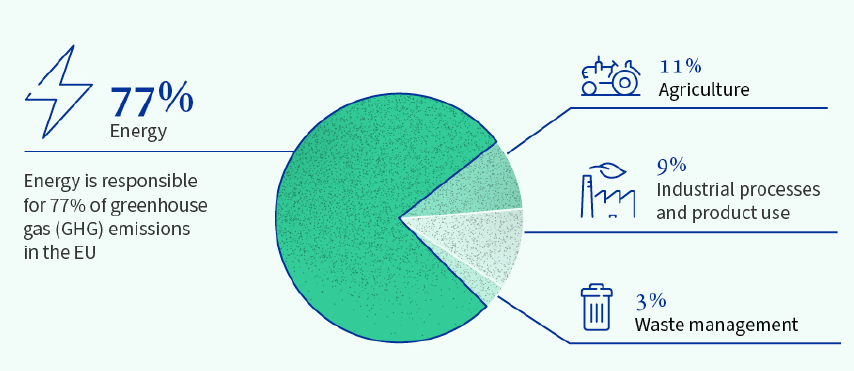 77%
Energy
Energy is responsible
for 77% of greenhouse
gas (GHG) emissions
in the EU
11%
Agriculture
9%
Industrial processes
and product use
3%
Waste management